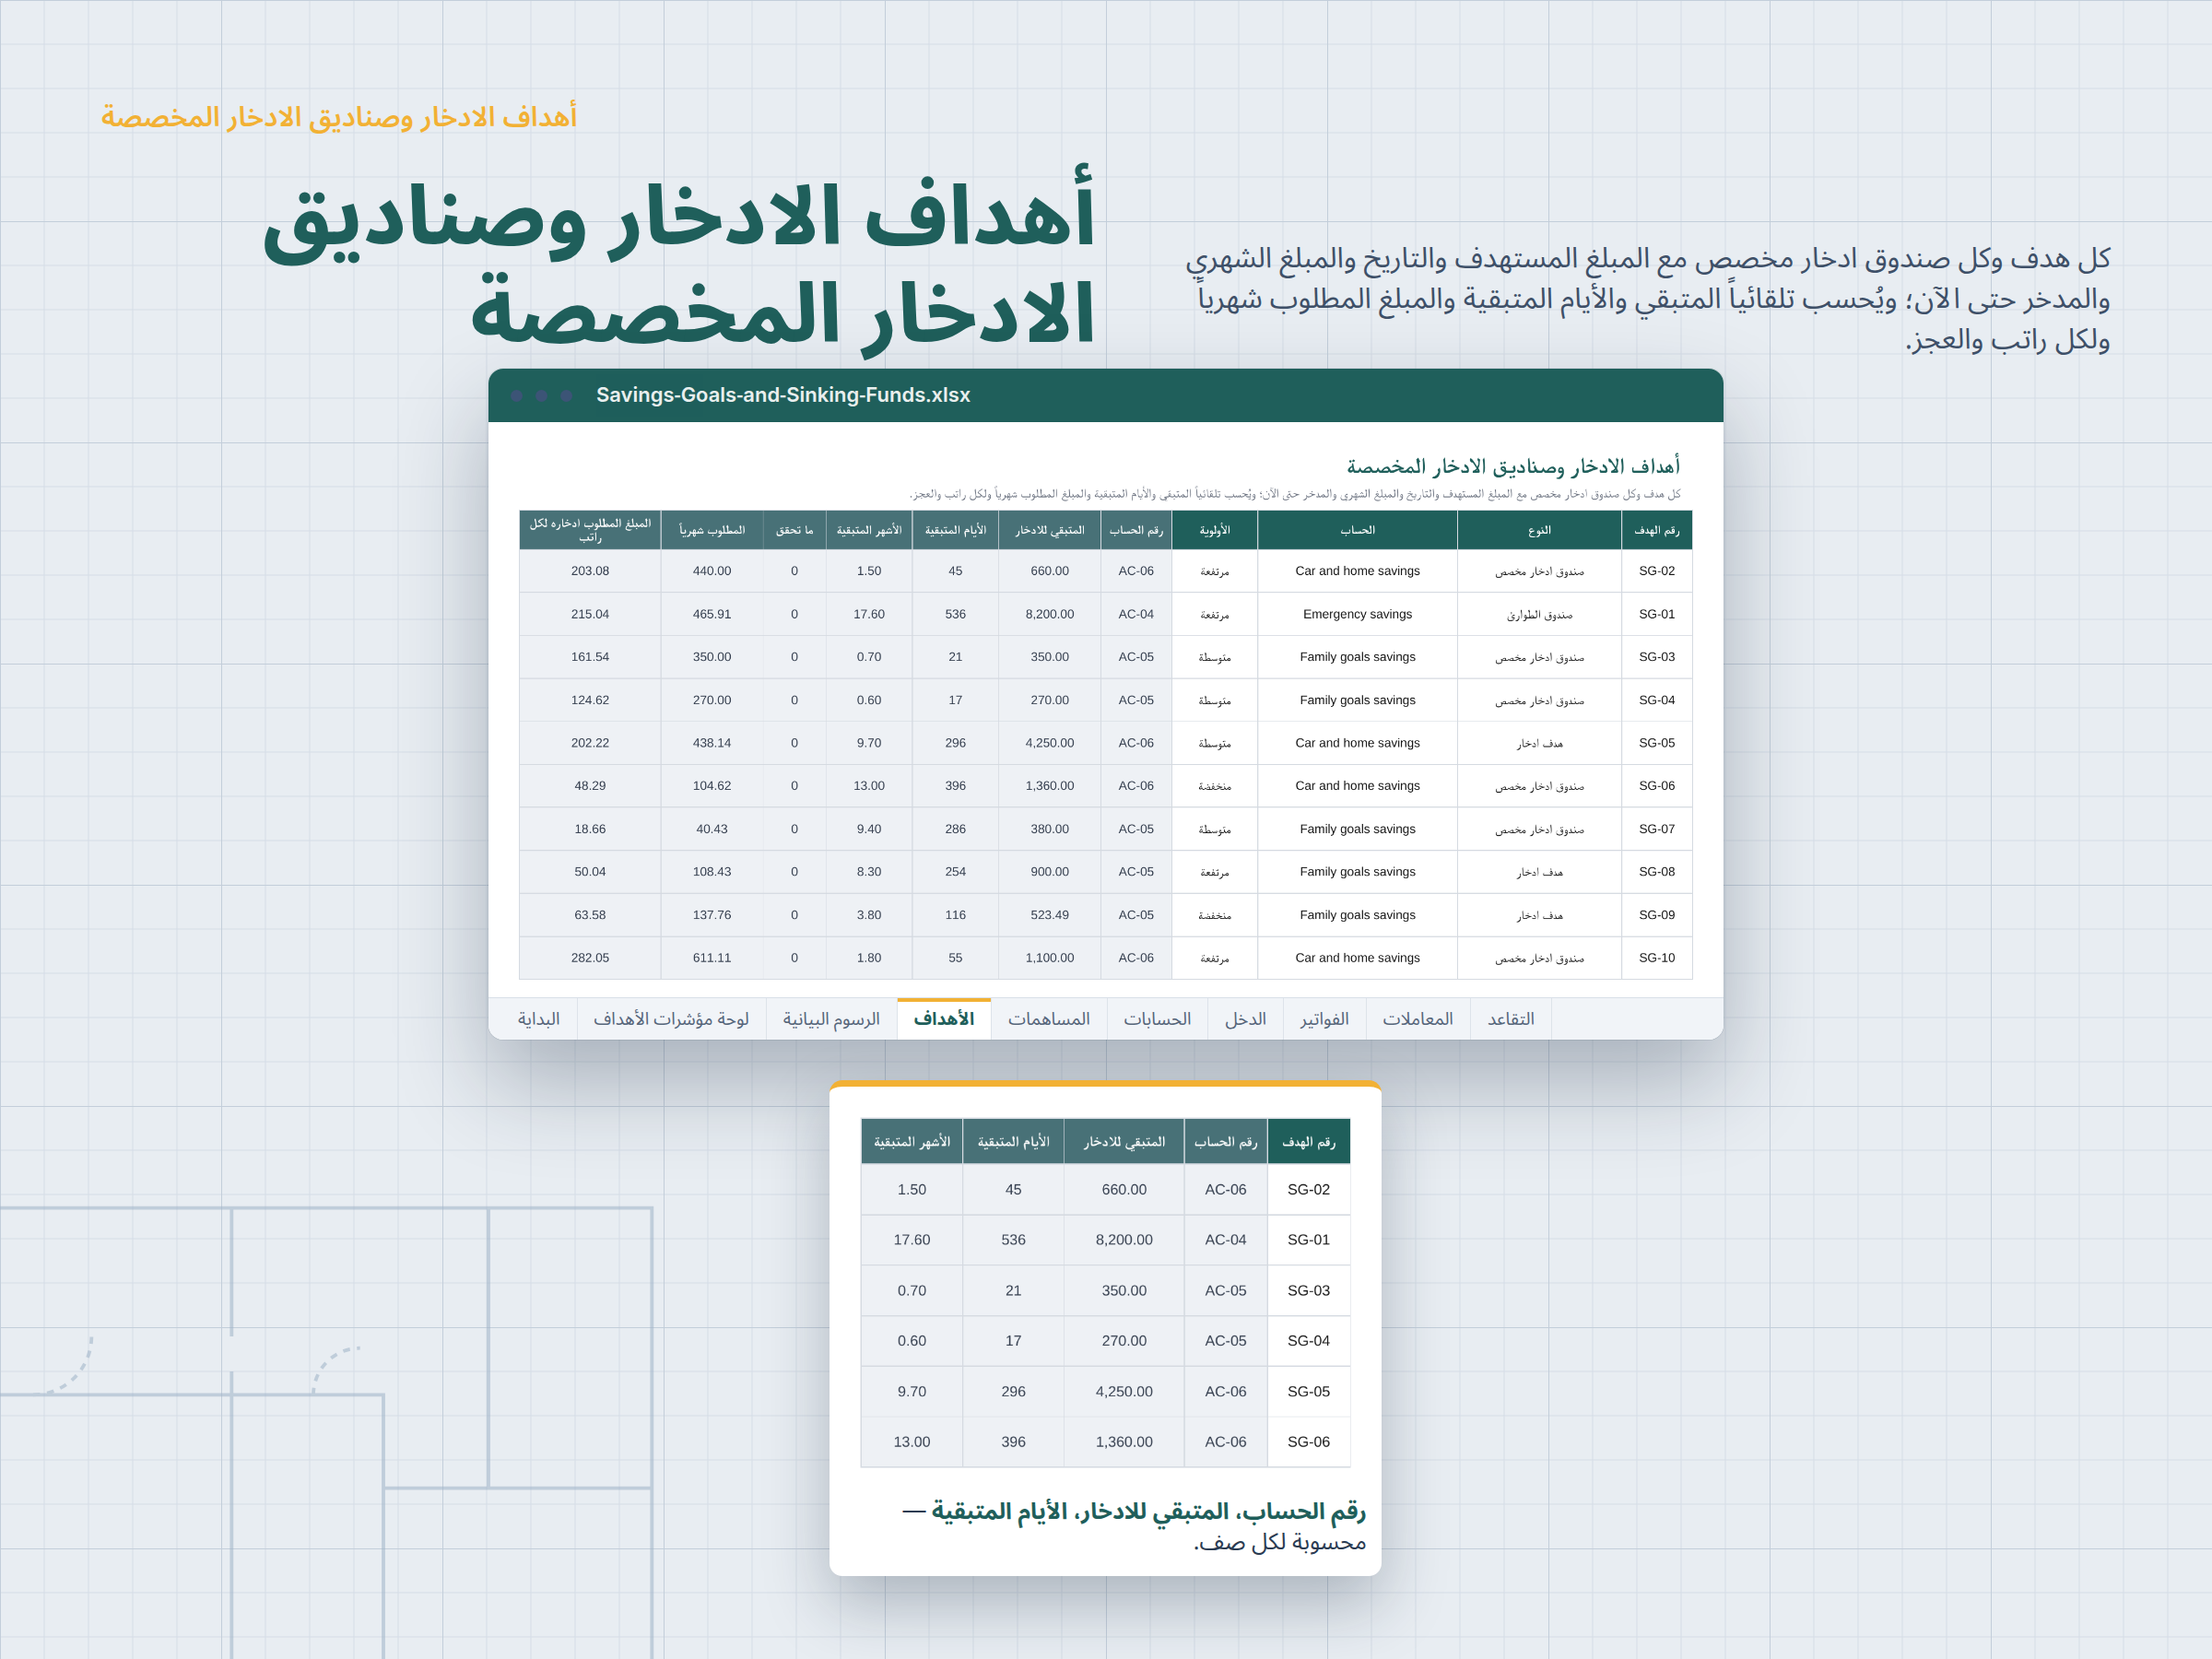 أهداف الادخار وصناديق الادخار المخصصة
أهداف الادخار وصناديق
الادخار المخصصة
كل هدف وكل صندوق ادخار مخصص مع المبلغ المستهدف والتاريخ والمبلغ الشهري
والمدخر حتى الآن؛ ويُحسب تلقائياً المتبقي والأيام المتبقية والمبلغ المطلوب شهرياً
ولكل راتب والعجز.
Savings-Goals-and-Sinking-Funds.xlsx
أهداف الادخار وصناديق الادخار المخصصة
كل هدف وكل صندوق ادخار مخصص مع المبلغ المستهدف والتاريخ والمبلغ الشهري والمدخر حتى الآن؛ ويُحسب تلقائياً المتبقي والأيام المتبقية والمبلغ المطلوب شهرياً ولكل راتب والعجز.
رقم الهدف النوع الحساب الأولوية رقم الحساب المتبقي للادخار الأيام المتبقية الأشهر المتبقية ما تحقق المطلوب شهرياً المبلغ المطلوب ادخاره لكل راتب
SG-02 صندوق ادخار مخصص Car and home savings مرتفعة AC-06 660.00 45 1.50 0 440.00 203.08
SG-01 صندوق الطوارئ Emergency savings مرتفعة AC-04 8,200.00 536 17.60 0 465.91 215.04
SG-03 صندوق ادخار مخصص Family goals savings متوسطة AC-05 350.00 21 0.70 0 350.00 161.54
SG-04 صندوق ادخار مخصص Family goals savings متوسطة AC-05 270.00 17 0.60 0 270.00 124.62
SG-05 هدف ادخار Car and home savings متوسطة AC-06 4,250.00 296 9.70 0 438.14 202.22
SG-06 صندوق ادخار مخصص Car and home savings منخفضة AC-06 1,360.00 396 13.00 0 104.62 48.29
SG-07 صندوق ادخار مخصص Family goals savings متوسطة AC-05 380.00 286 9.40 0 40.43 18.66
SG-08 هدف ادخار Family goals savings مرتفعة AC-05 900.00 254 8.30 0 108.43 50.04
SG-09 هدف ادخار Family goals savings منخفضة AC-05 523.49 116 3.80 0 137.76 63.58
SG-10 صندوق ادخار مخصص Car and home savings مرتفعة AC-06 1,100.00 55 1.80 0 611.11 282.05
البداية لوحة مؤشرات الأهداف الرسوم البيانية الأهداف المساهمات الحسابات الدخل الفواتير المعاملات التقاعد
رقم الهدف رقم الحساب المتبقي للادخار الأيام المتبقية الأشهر المتبقية
SG-02 AC-06 660.00 45 1.50
SG-01 AC-04 8,200.00 536 17.60
SG-03 AC-05 350.00 21 0.70
SG-04 AC-05 270.00 17 0.60
SG-05 AC-06 4,250.00 296 9.70
SG-06 AC-06 1,360.00 396 13.00
رقم الحساب، المتبقي للادخار، الأيام المتبقية —
محسوبة لكل صف.